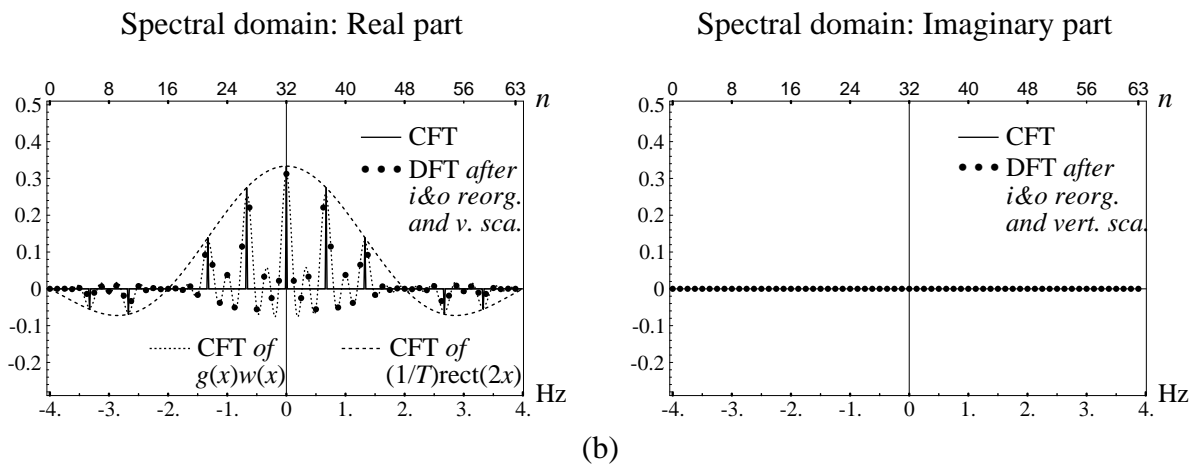 Spectral domain: Real part
0 8 16 24 32 40 48 56 63 n
0.5
0.4
0.3
0.2
0.1
0
-0.1
-0.2
CFT
DFT after
i&o reorg.
and v. sca.
CFT of
g(x)w(x)
CFT of
(1/T)rect(2x)
Hz
-4. -3. -2. -1. 0 1. 2. 3. 4.
Spectral domain: Imaginary part
0 8 16 24 32 40 48 56 63 n
0.5
0.4
0.3
0.2
0.1
0
-0.1
-0.2
CFT
DFT after
i&o reorg.
and vert. sca.
Hz
-4. -3. -2. -1. 0 1. 2. 3. 4.
(b)